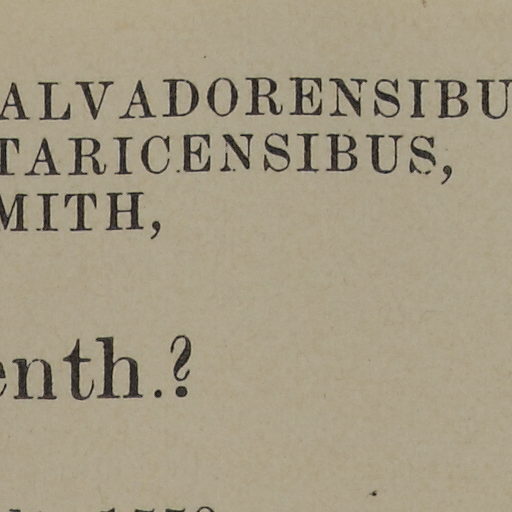 ALVADORENSIBU
TARICENSIBUS,
MITH,
enth.?